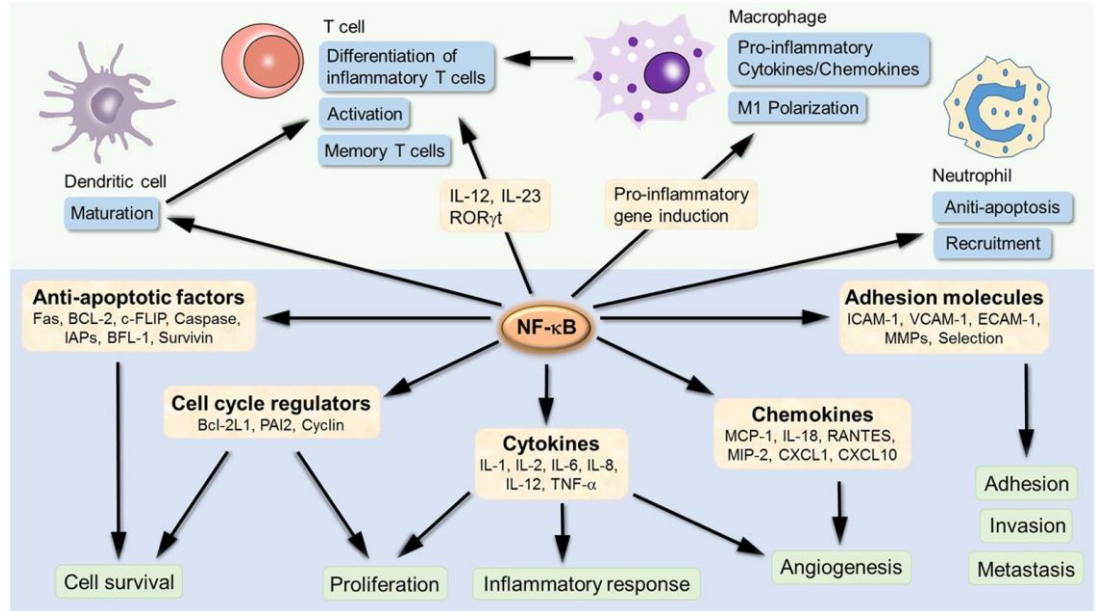 T cell
Differentiation of
inflammatory T cells
Activation
Memory T cells
Macrophage
Pro-inflammatory
Cytokines/Chemokines
M1 Polarization
Dendritic cell
Maturation
IL-12, IL-23
RORγt
Pro-inflammatory
gene induction
Neutrophil
Aniti-apoptosis
Recruitment
NF-κB
Anti-apoptotic factors
Fas, BCL-2, c-FLIP, Caspase,
IAPs, BFL-1, Survivin
Adhesion molecules
ICAM-1, VCAM-1, ECAM-1,
MMPs, Selection
Cell cycle regulators
Bcl-2L1, PAI2, Cyclin
Cytokines
IL-1, IL-2, IL-6, IL-8,
IL-12, TNF-α
Chemokines
MCP-1, IL-18, RANTES,
MIP-2, CXCL1, CXCL10
Adhesion
Invasion
Metastasis
Cell survival
Proliferation
Inflammatory response
Angiogenesis